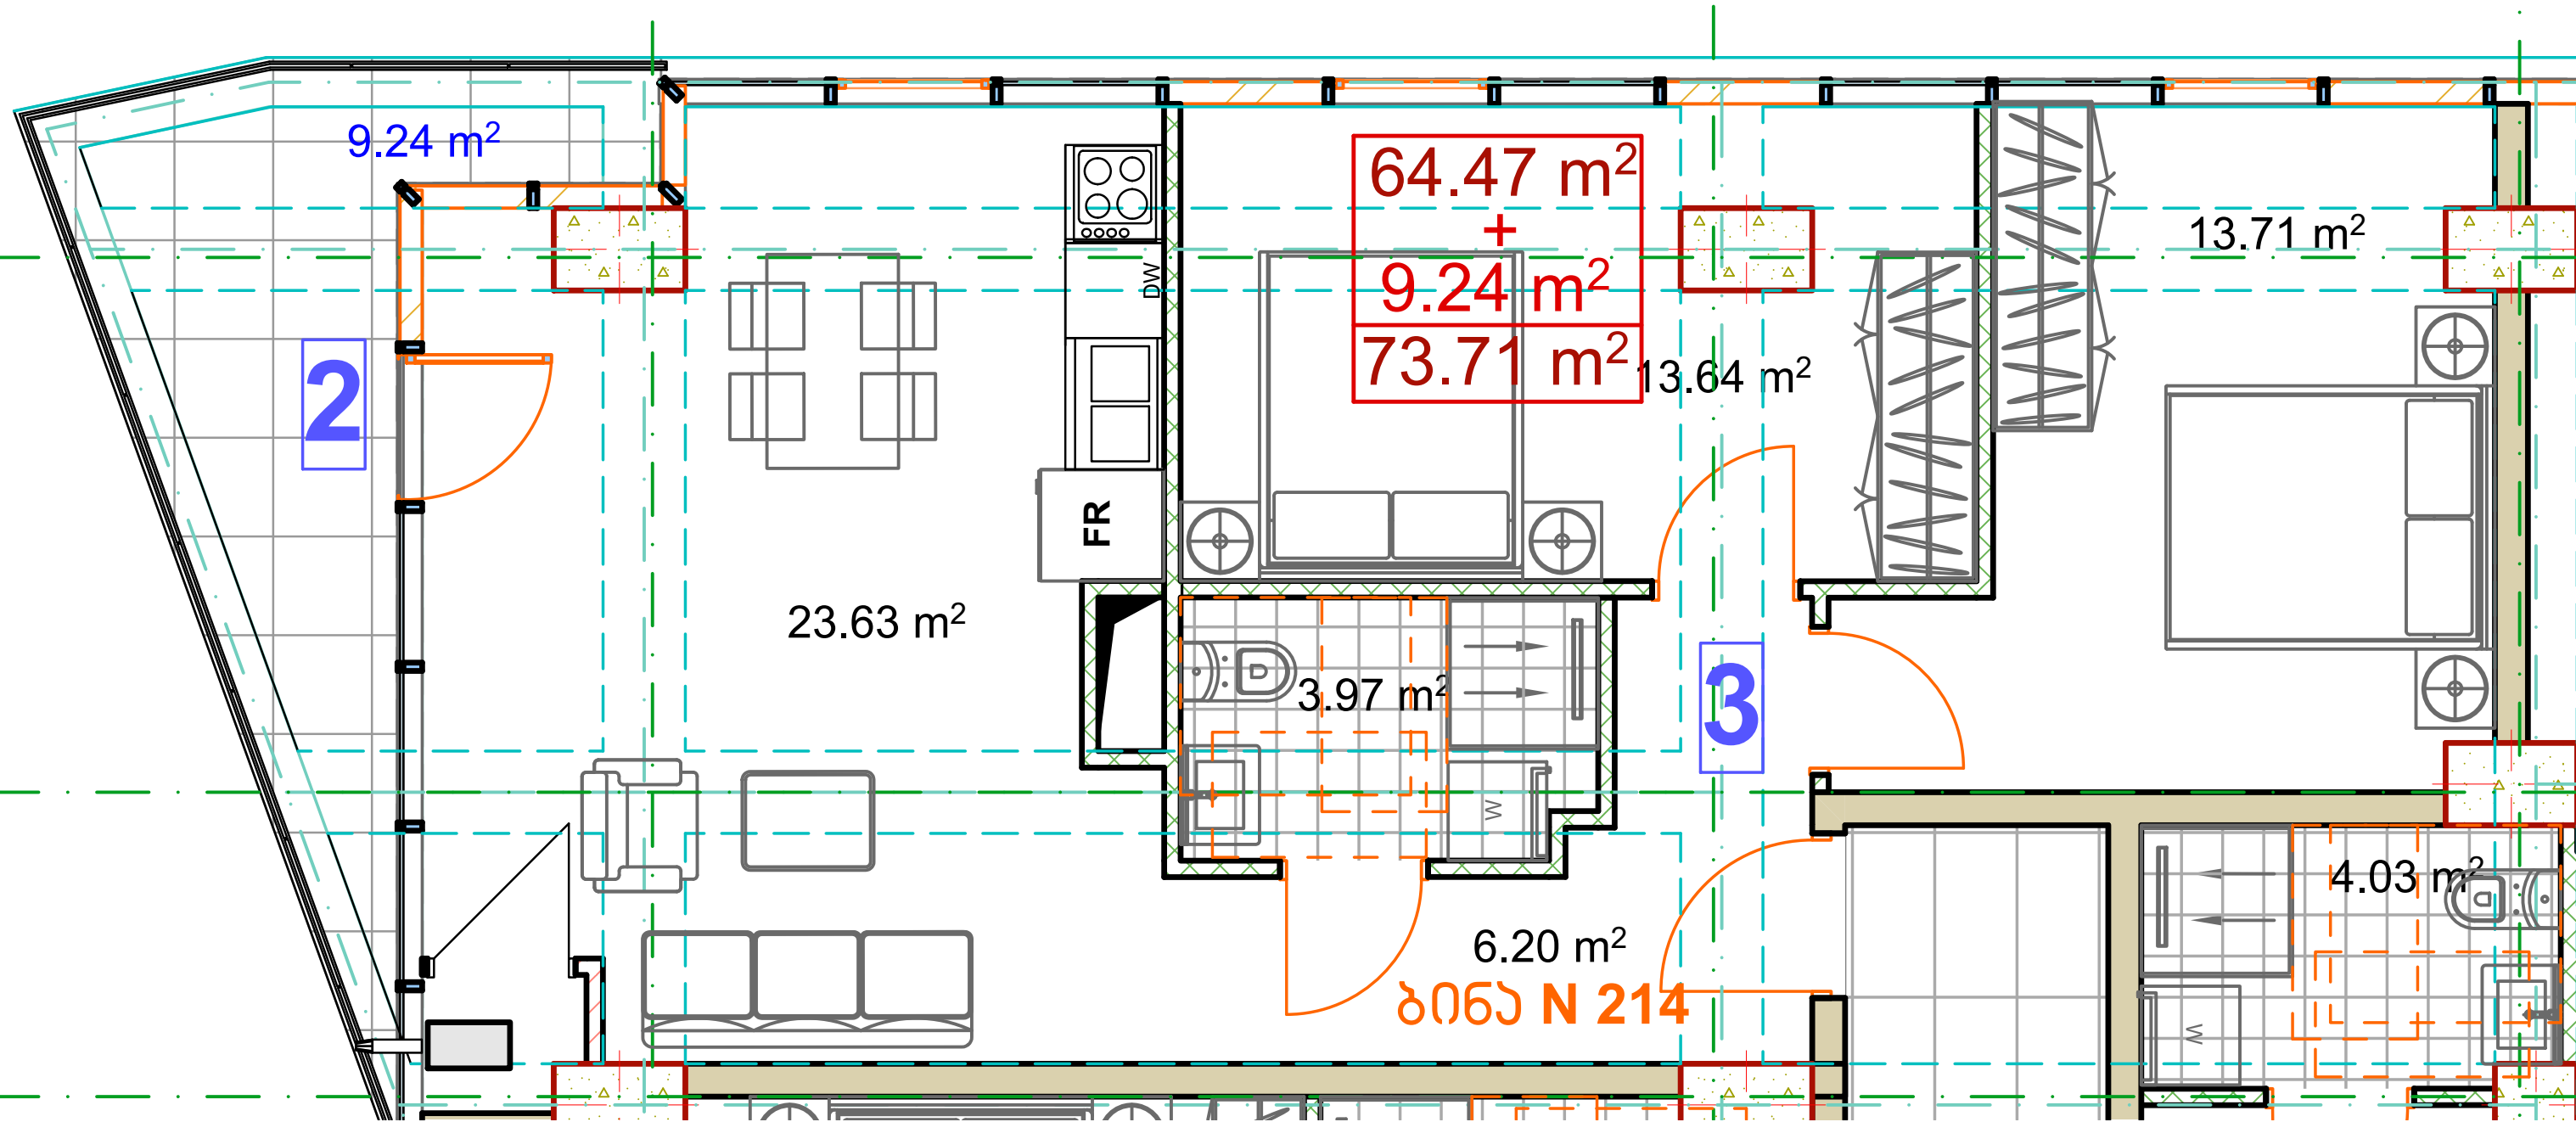 9.24 m²
64.47 m²
+
9.24 m²
73.71 m²
13.71 m²
13.64 m²
DW
2
FR
23.63 m²
3.97 m²
3
W
4.03 m²
6.20 m²
ბინა N 214
W